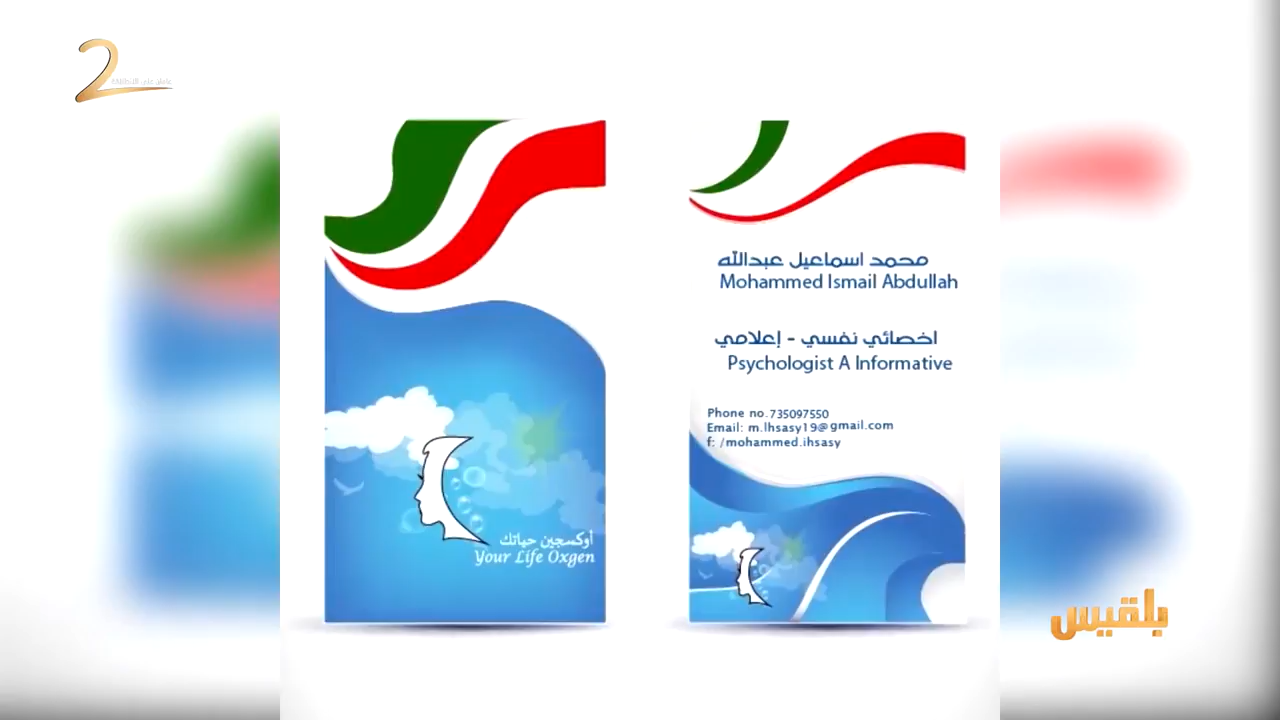 2
أوكسجين حياتك
Your Life Oxgen
محمد اسماعيل عبدالله
Mohammed Ismail Abdullah
اخصائي نفسي - إعلامي
Psychologist A Informative
Phone no.735097550
Email: m.lhsasy19@gmail.com
f: /mohammed.ihsasy
بلقيس